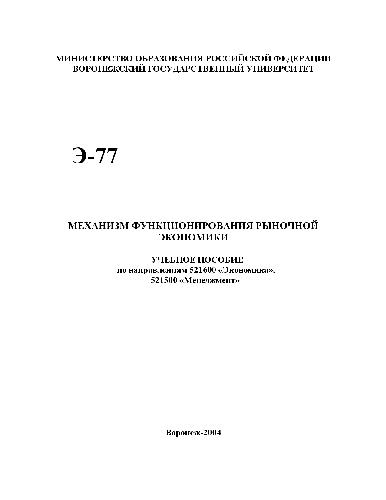 МИНИСТЕРСТВО ОБРАЗОВАНИЯ РОССИЙСКОЙ ФЕДЕРАЦИИ
ВОРОНЕЖСКИЙ ГОСУДАРСТВЕННЫЙ УНИВЕРСИТЕТ
Э-77
МЕХАНИЗМ ФУНКЦИОНИРОВАНИЯ РЫНОЧНОЙ
ЭКОНОМИКИ
УЧЕБНОЕ ПОСОБИЕ
по направлениям 521600 «Экономика»,
521500 «Менеджмент»
Воронеж-2004